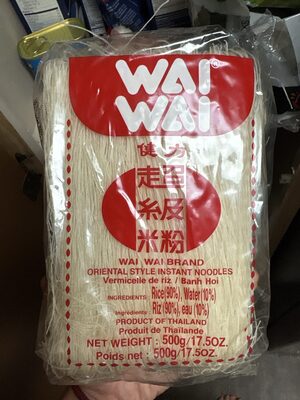 WAI
WAI
健力
超至
絲級
米粉
WAI WAI BRAND
ORIENTAL STYLE INSTANT NOODLES
Vermicelle de riz / Banh Hoi
INGREDIENTS: Rice(90%), Water(10%)
Ingrédients: Riz (90%), eau (10%)
PRODUCT OF THAILAND
Produit de Thaïlande
NET WEIGHT : 500g/17.5OZ.
Poids net : 500g/17.5OZ.